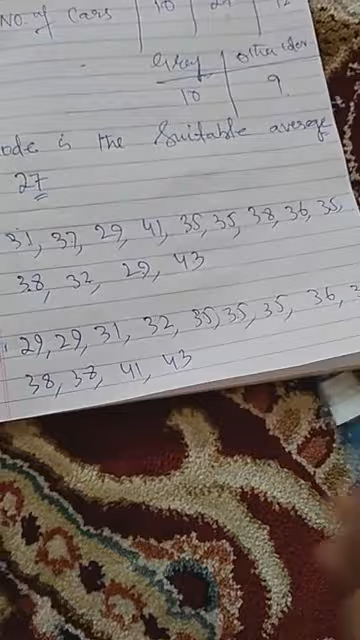 No. of Cars | 10 | | 12
Grey | Other
10 | 9
is the Suitable average
27
31, 37, 29, 41, 35, 35, 38, 36, 35,
38, 32, 29, 43
29, 29, 31, 32, 35, 35, 35, 36,
38, 38, 41, 43